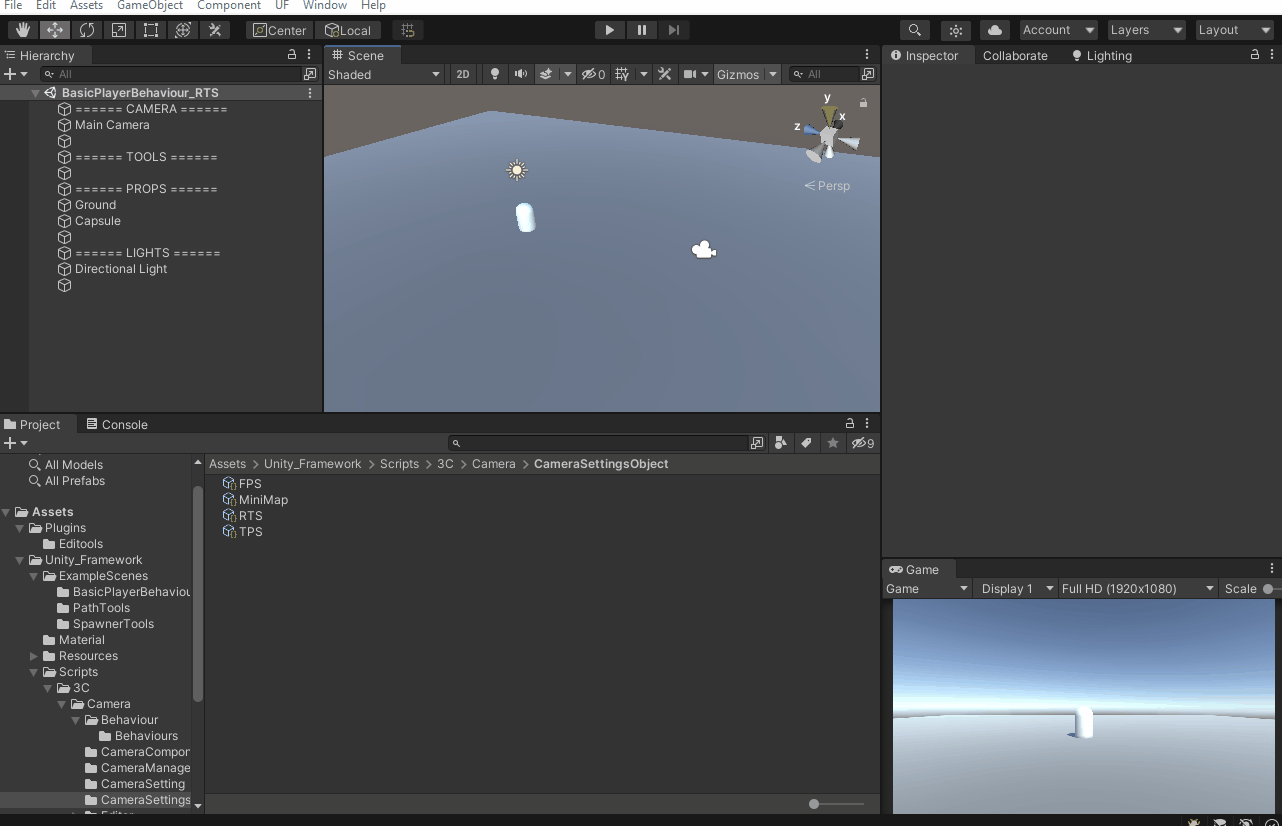 File Edit Assets GameObject Component UF Window Help
Center Local Account Layers Layout
Hierarchy
All
BasicPlayerBehaviour_RTS
====== CAMERA ======
Main Camera
====== TOOLS ======
====== PROPS ======
Ground
Capsule
====== LIGHTS ======
Directional Light
Scene
Shaded 2D 0 Gizmos All
y
x
z
Persp
Inspector Collaborate Lighting
Project Console
9
All Models
All Prefabs
Assets
Plugins
Editools
Unity_Framework
ExampleScenes
BasicPlayerBehaviou
PathTools
SpawnerTools
Material
Resources
Scripts
3C
Camera
Behaviour
Behaviours
CameraCompon
CameraManage
CameraSetting
CameraSettings
Assets > Unity_Framework > Scripts > 3C > Camera > CameraSettingsObject
FPS
MiniMap
RTS
TPS
Game
Game Display 1 Full HD (1920x1080) Scale